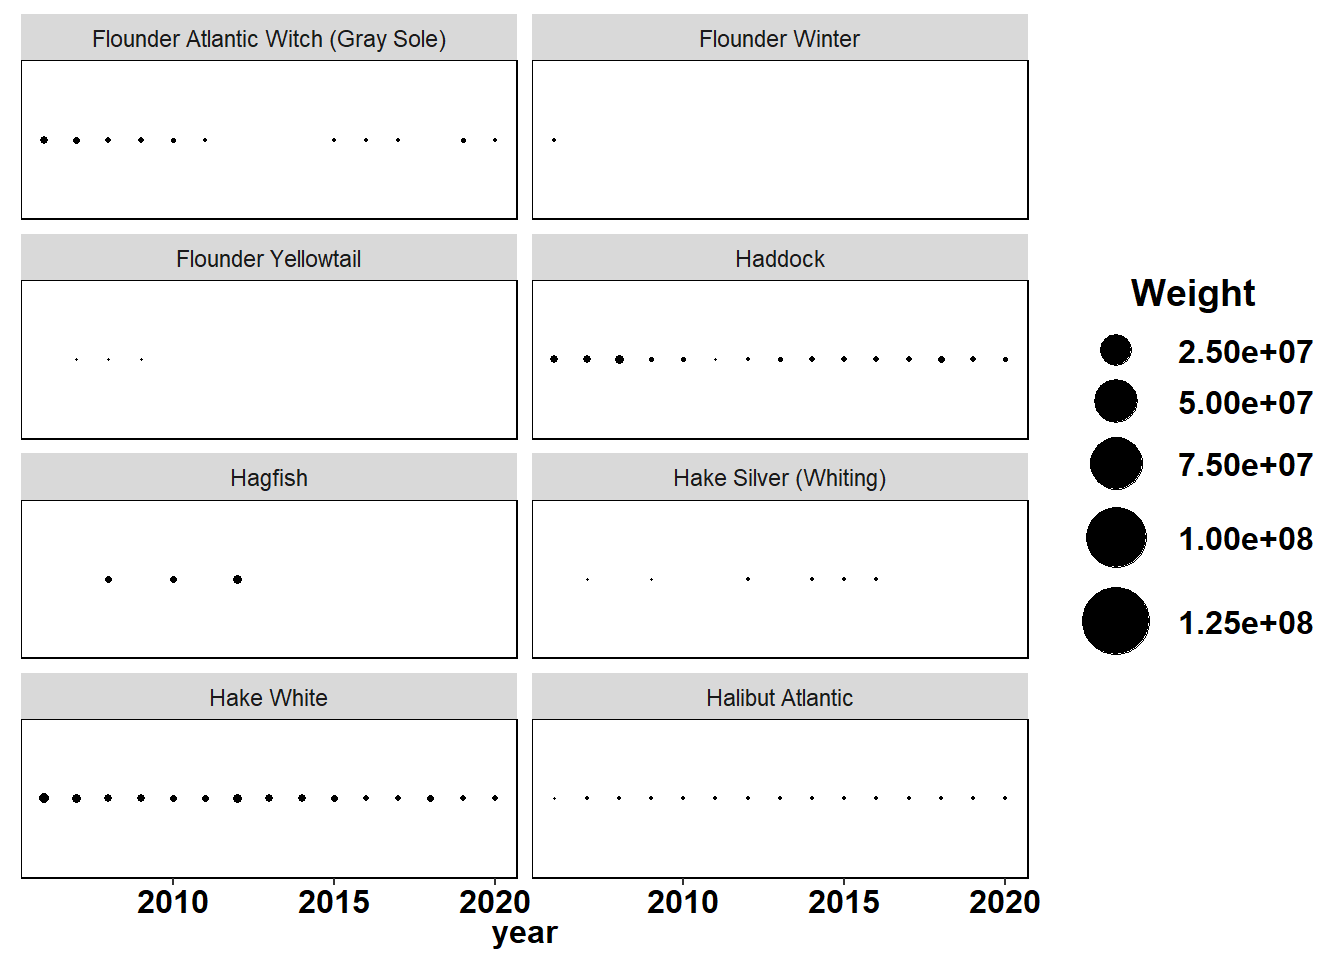 Flounder Atlantic Witch (Gray Sole)
Flounder Winter
Flounder Yellowtail
Haddock
Hagfish
Hake Silver (Whiting)
Hake White
Halibut Atlantic
2010 2015 2020
2010 2015 2020
year
Weight
2.50e+07
5.00e+07
7.50e+07
1.00e+08
1.25e+08